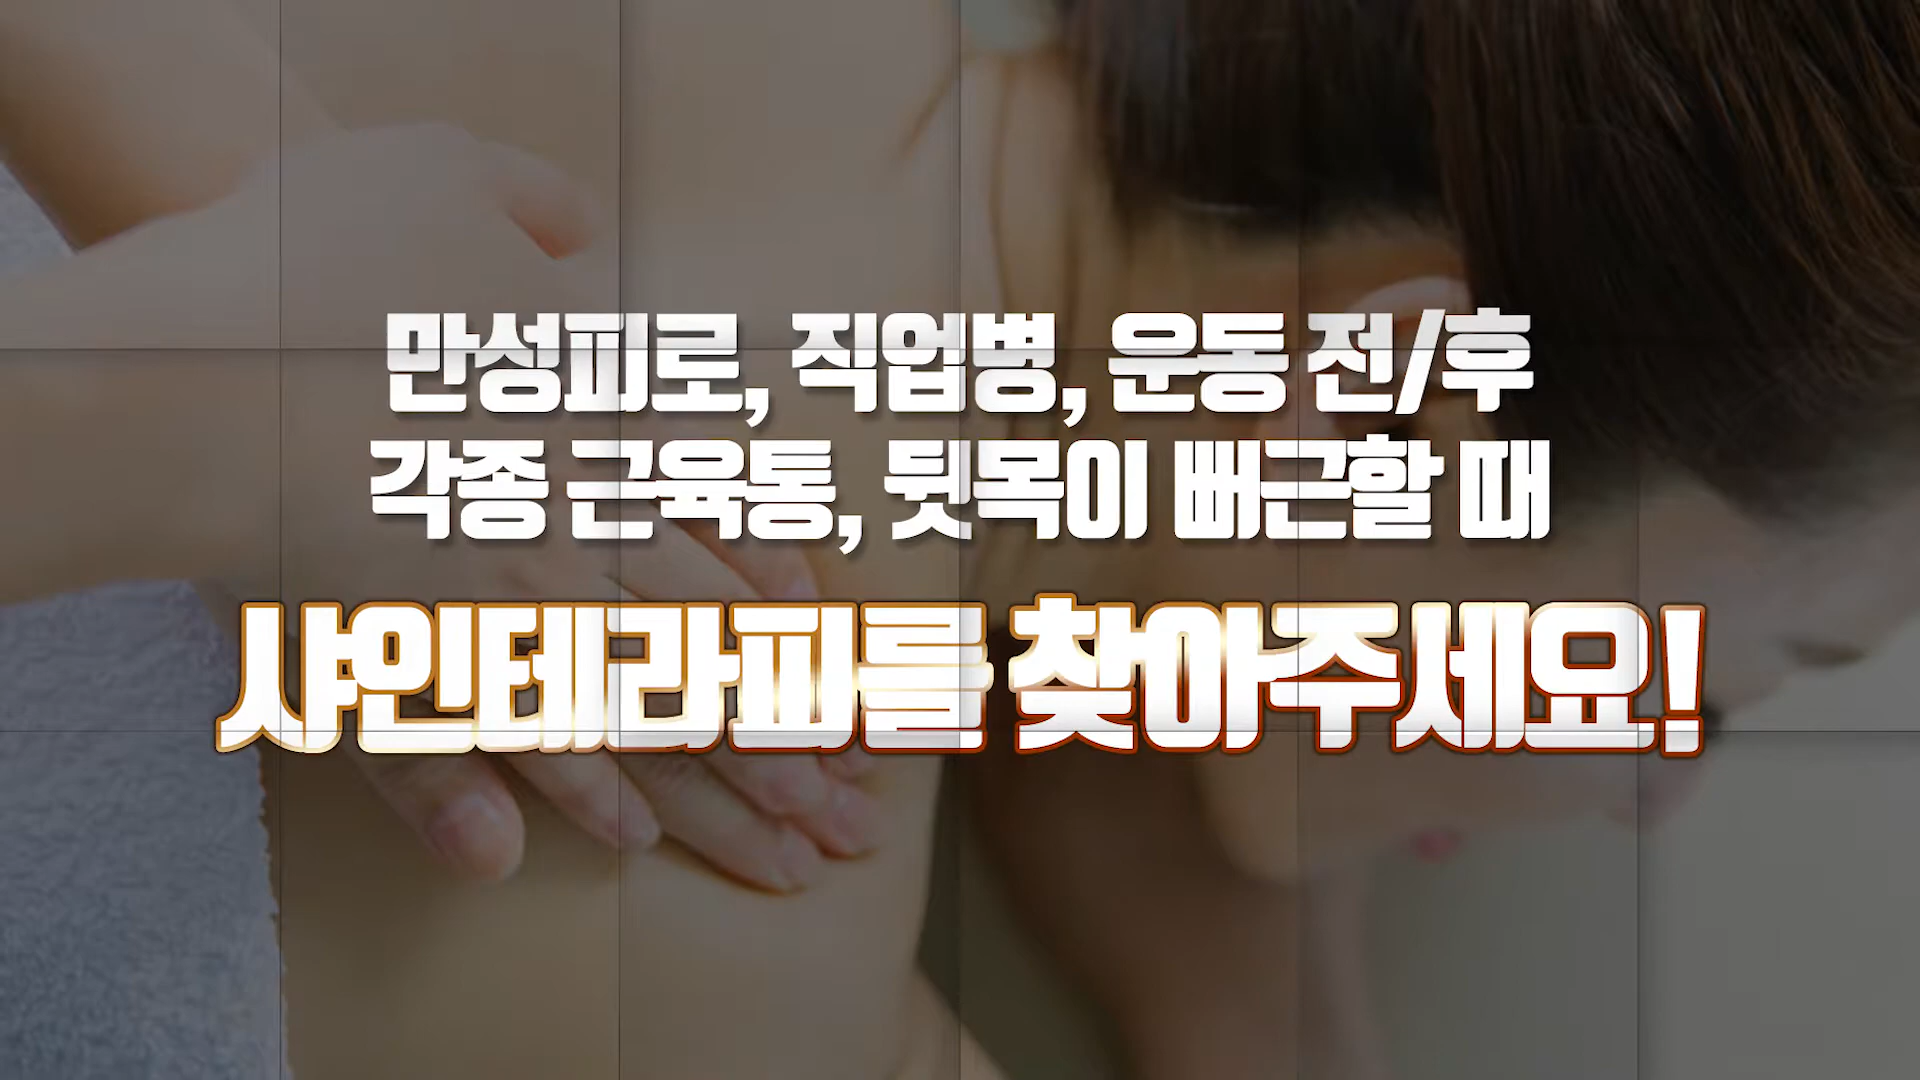 만성피로, 직업병, 운동 전/후
각종 근육통, 뒷목이 뻐근할 때
샤인테라피를 찾아주세요!